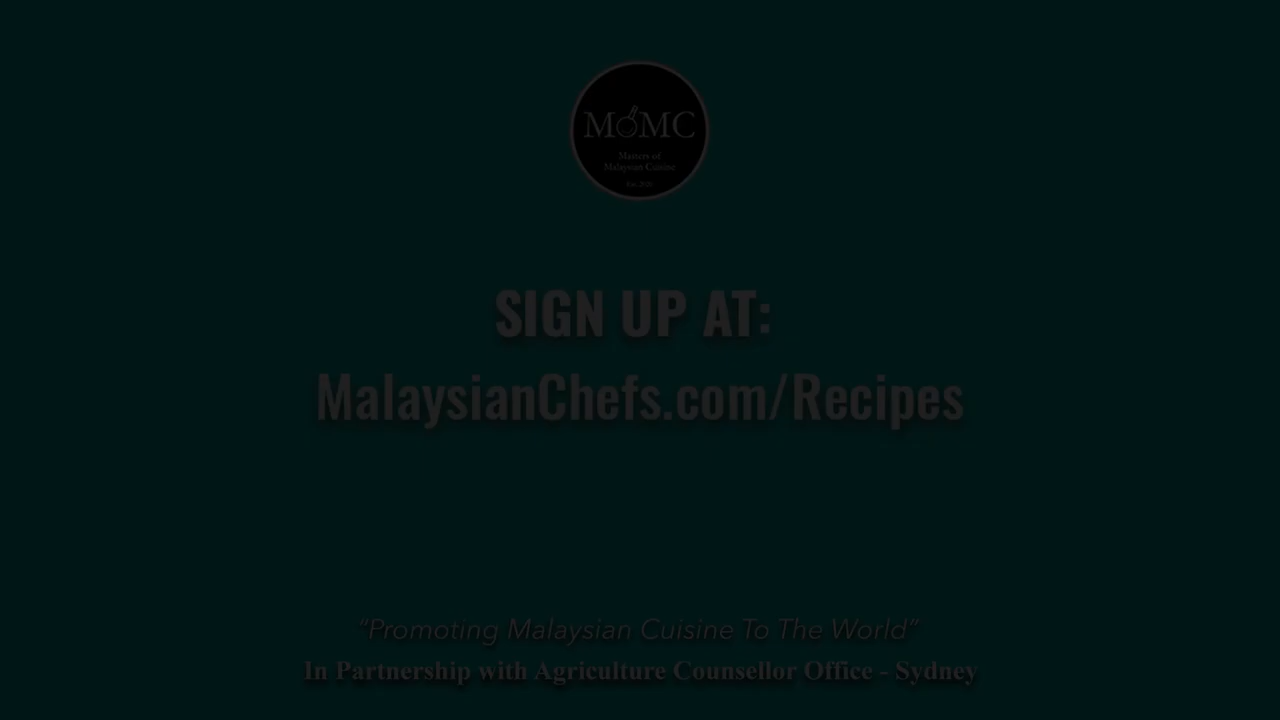 MOMC
Masters of
Malaysian Cuisine
SIGN UP AT:
MalaysianChefs.com/Recipes
“Promoting Malaysian Cuisine To The World”
In Partnership with Agriculture Counsellor Office - Sydney